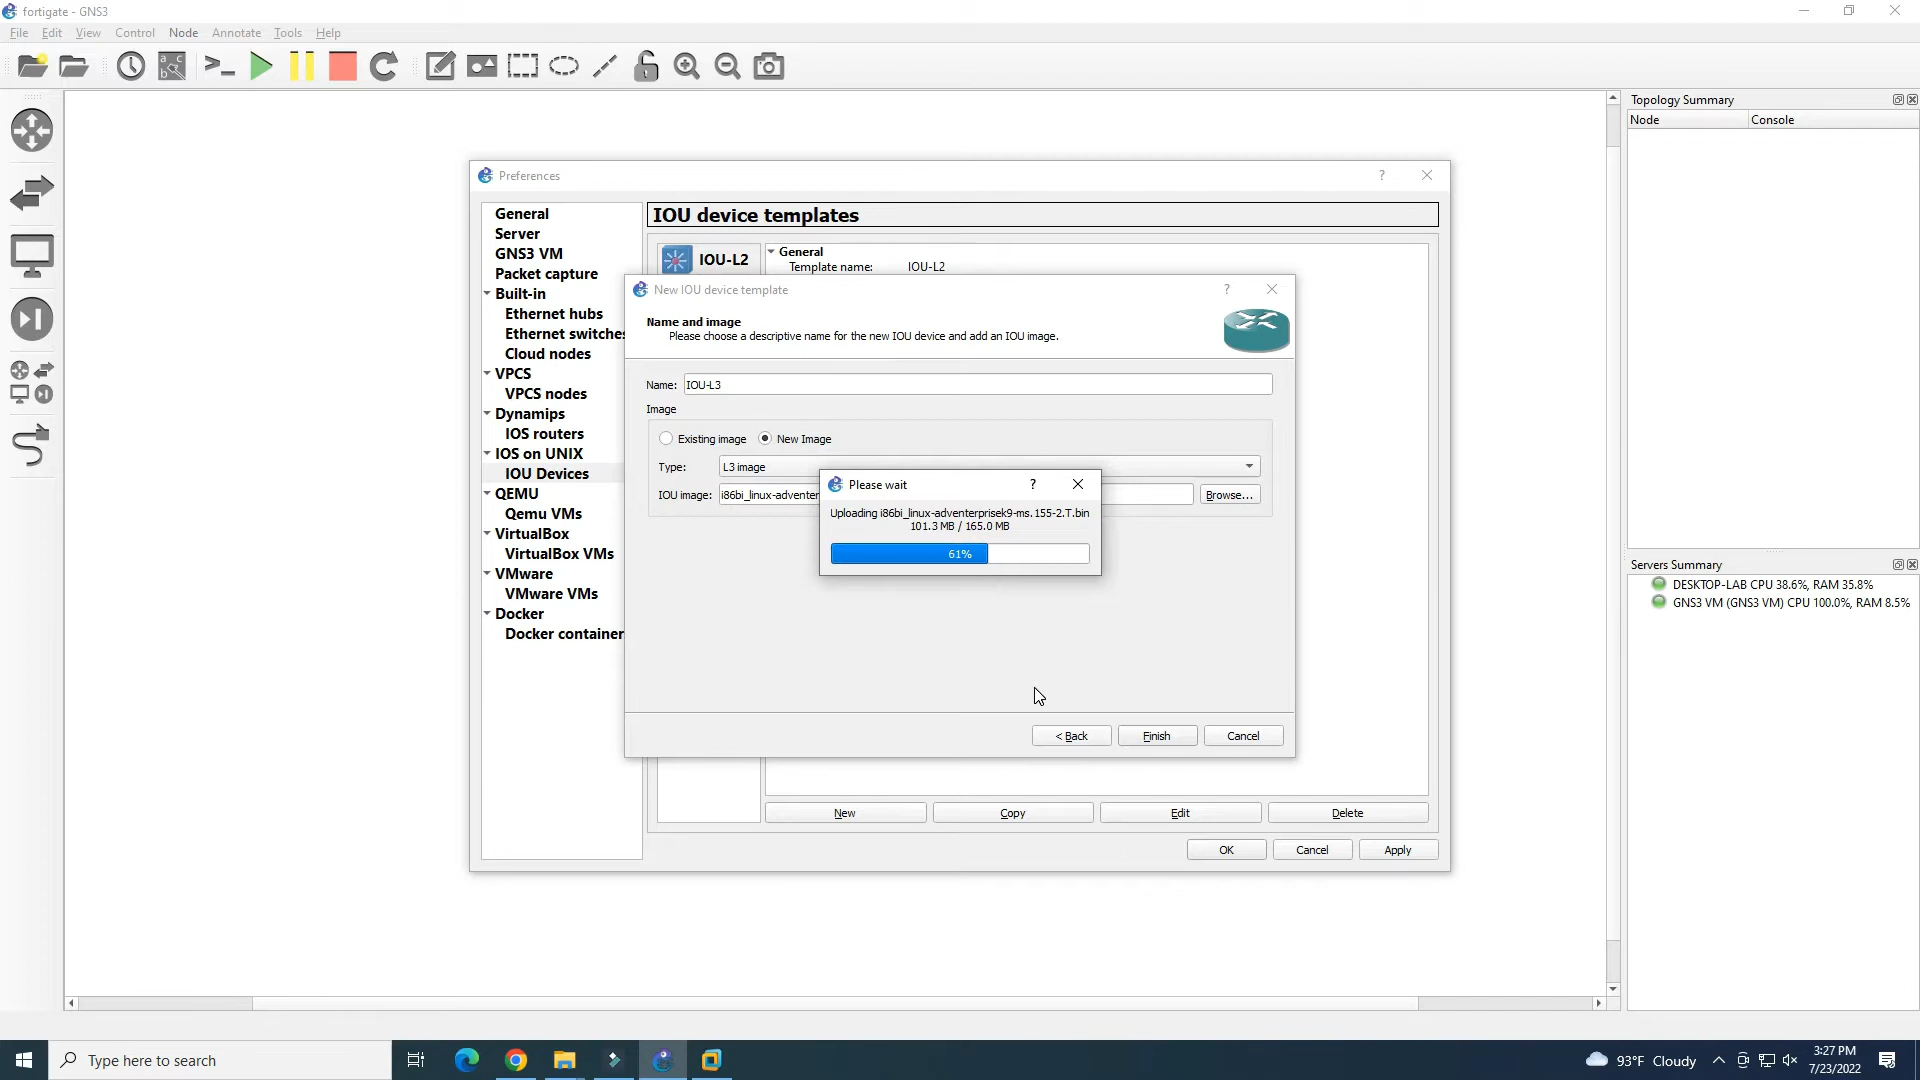 fortigate - GNS3
File Edit View Control Node Annotate Tools Help
Topology Summary
Node Console
Preferences
General
Server
GNS3 VM
Packet capture
Built-in
Ethernet hubs
Ethernet switches
Cloud nodes
VPCS
VPCS nodes
Dynamips
IOS routers
IOS on UNIX
IOU Devices
QEMU
Qemu VMs
VirtualBox
VirtualBox VMs
VMware
VMware VMs
Docker
Docker container
IOU device templates
IOU-L2
General
Template name: IOU-L2
New IOU device template
Name and image
Please choose a descriptive name for the new IOU device and add an IOU image.
Name: IOU-L3
Image
Existing image New Image
Type: L3 image
IOU image: i86bi_linux-adventer
Browse...
Please wait
Uploading i86bi_linux-adventerprisek9-ms.155-2.T.bin
101.3 MB / 165.0 MB
61%
< Back Finish Cancel
New Copy Edit Delete
OK Cancel Apply
Servers Summary
DESKTOP-LAB CPU 38.6%, RAM 35.8%
GNS3 VM (GNS3 VM) CPU 100.0%, RAM 8.5%
Type here to search
93°F Cloudy
3:27 PM
7/23/2022